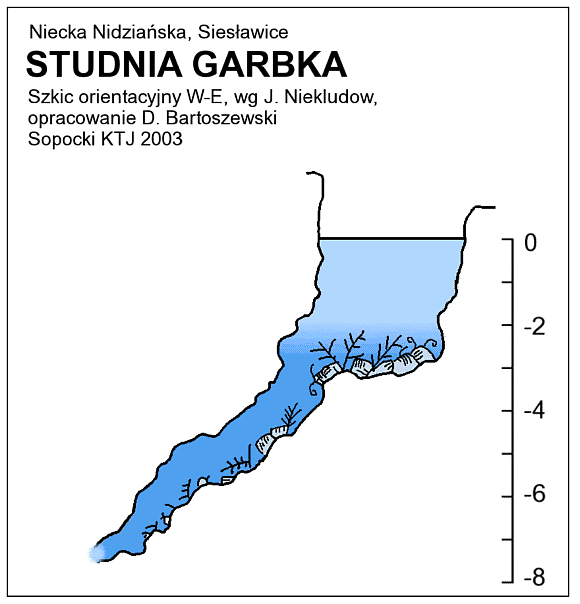 Niecka Nidziańska, Siesławice
STUDNIA GARBKA
Szkic orientacyjny W-E, wg J. Niekludow,
opracowanie D. Bartoszewski
Sopocki KTJ 2003
0
-2
-4
-6
-8